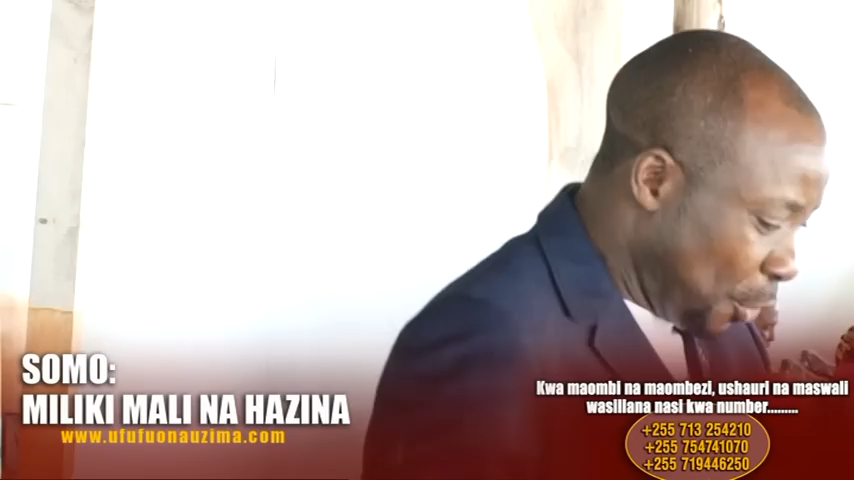 SOMO:
MILIKI MALI NA HAZINA
www.ufufuonauzima.com
Kwa maombi na maombezi, ushauri na maswali
wasiliana nasi kwa number.........
+255 713 254210
+255 754741070
+255 719446250